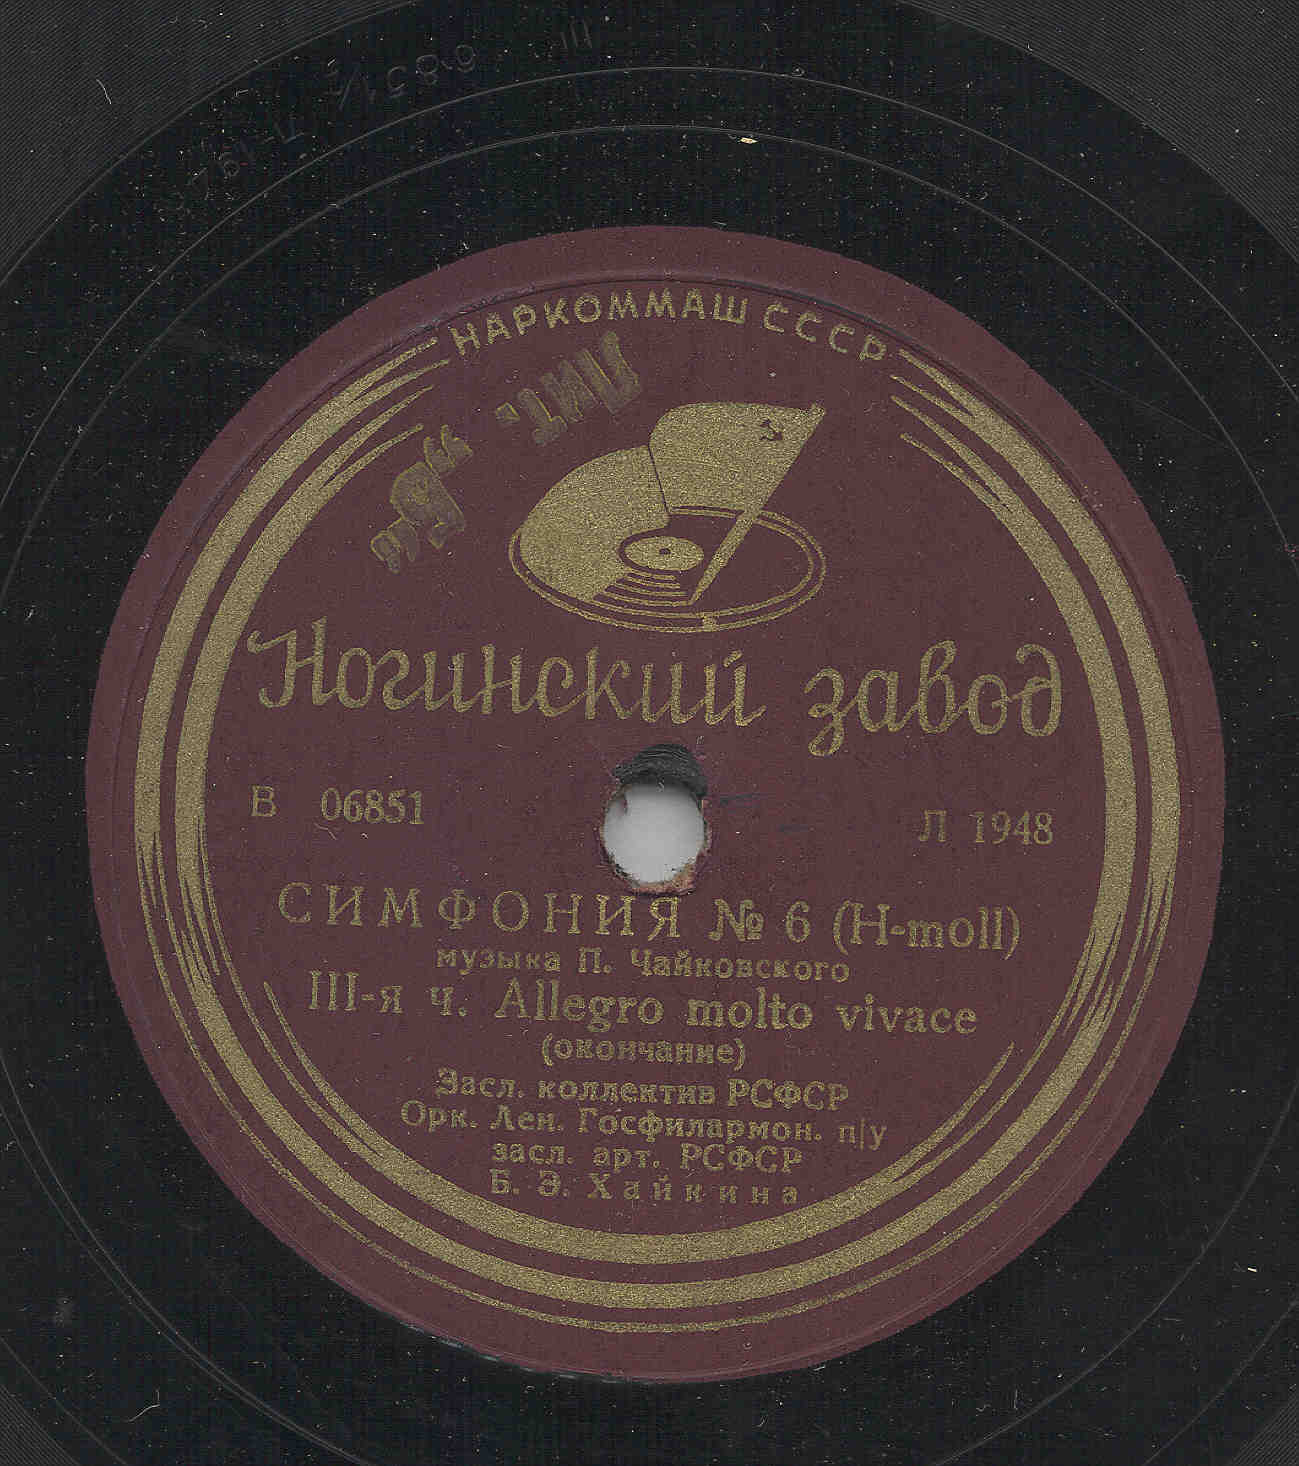 НАРКОММАШ СССР
Лит. „Б“
Ногинский завод
В 06851
Л 1948
СИМФОНИЯ № 6 (H-moll)
музыка П. Чайковского
III-я ч. Allegro molto vivace
(окончание)
Засл. коллектив РСФСР
Орк. Лен. Госфилармон. п/у
засл. арт. РСФСР
Б. Э. Хайкина